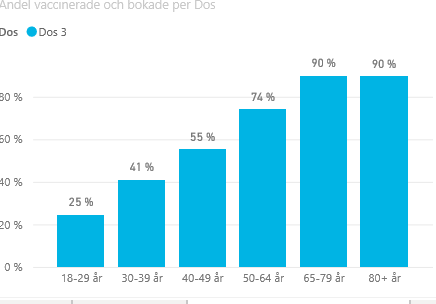 Andel vaccinerade och bokade per Dos
Dos Dos 3
90 % 90 %
80 %
74 %
60 %
55 %
41 %
40 %
25 %
20 %
0 %
18-29 år 30-39 år 40-49 år 50-64 år 65-79 år 80+ år